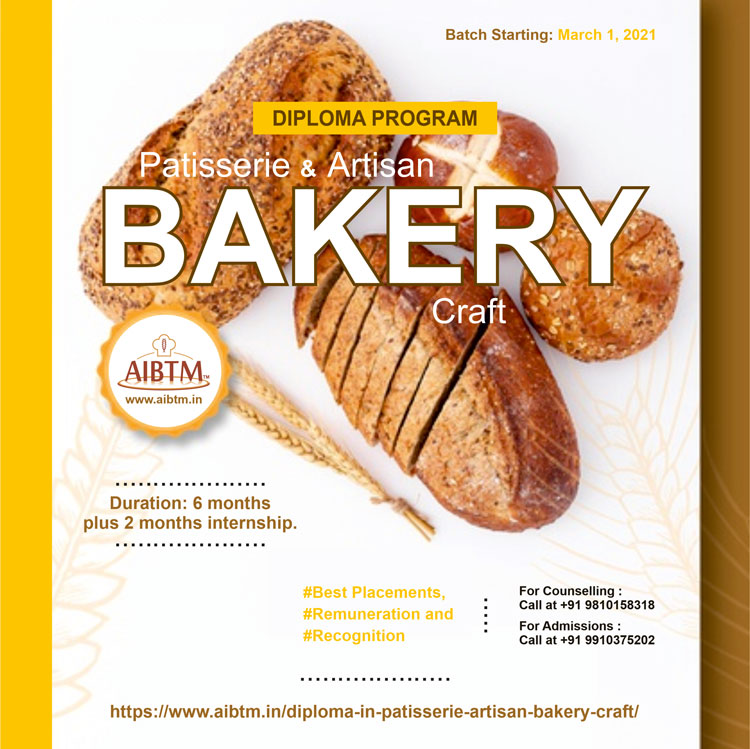 Batch Starting: March 1, 2021
DIPLOMA PROGRAM
Patisserie & Artisan
BAKERY
Craft
AIBTM™
www.aibtm.in
Duration: 6 months
plus 2 months internship.
#Best Placements,
#Remuneration and
#Recognition
For Counselling :
Call at +91 9810158318
For Admissions :
Call at +91 9910375202
https://www.aibtm.in/diploma-in-patisserie-artisan-bakery-craft/